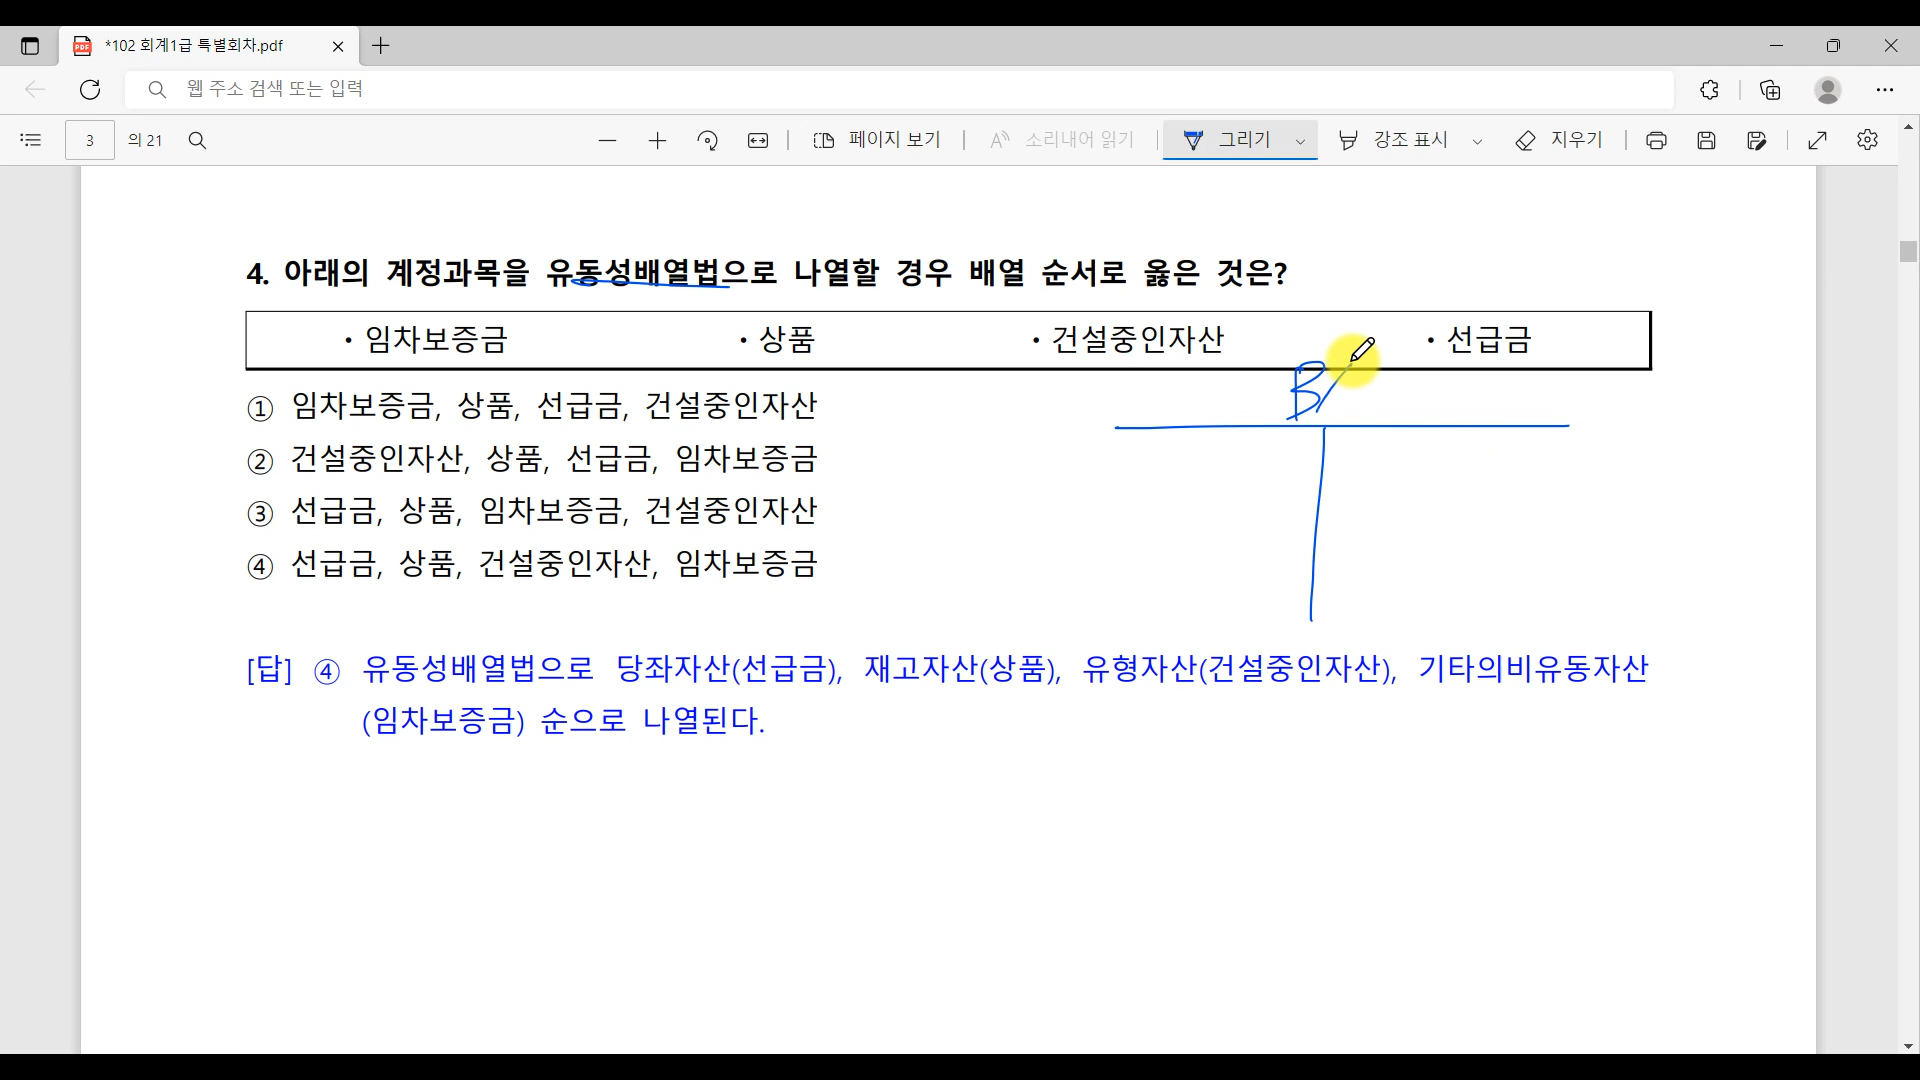 *102 회계1급 특별회차.pdf
웹 주소 검색 또는 입력
3 의 21 페이지 보기 소리내어 읽기 그리기 강조 표시 지우기
4. 아래의 계정과목을 유동성배열법으로 나열할 경우 배열 순서로 옳은 것은?
· 임차보증금 · 상품 · 건설중인자산 · 선급금
B/
① 임차보증금, 상품, 선급금, 건설중인자산
② 건설중인자산, 상품, 선급금, 임차보증금
③ 선급금, 상품, 임차보증금, 건설중인자산
④ 선급금, 상품, 건설중인자산, 임차보증금
[답] ④ 유동성배열법으로 당좌자산(선급금), 재고자산(상품), 유형자산(건설중인자산), 기타의비유동자산
(임차보증금) 순으로 나열된다.